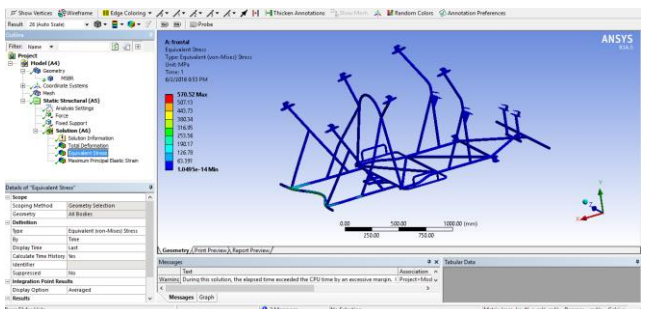 Show Vertices Wireframe Edge Coloring Thicken Annotations Show Mesh Random Colors Annotation Preferences
Result 26 (Auto Scale) Probe
Outline
Filter: Name
Project
Model (A4)
Geometry
Coordinate Systems
Mesh
Static Structural (A5)
Analysis Settings
Force
Fixed Support
Solution (A6)
Solution Information
Total Deformation
Equivalent Stress
Maximum Principal Elastic Strain
Details of "Equivalent Stress"
Scope
Scoping Method Geometry Selection
Geometry All Bodies
Definition
Type Equivalent (von-Mises) Stress
By Time
Display Time Last
Calculate Time History Yes
Identifier
Suppressed No
Integration Point Results
Display Option Averaged
Results
A: frontal
Equivalent Stress
Type: Equivalent (von-Mises) Stress
Unit: MPa
Time: 1
570.52 Max
507.13
443.73
380.34
316.95
253.56
190.17
126.78
63.391
1.0495e-14 Min
ANSYS
0.00 500.00 1000.00 (mm)
250.00 750.00
Geometry Print Preview Report Preview
Messages
Text Association
Warning During this solution, the elapsed time exceeded the CPU time by an excessive margin.
Messages Graph
Tabular Data